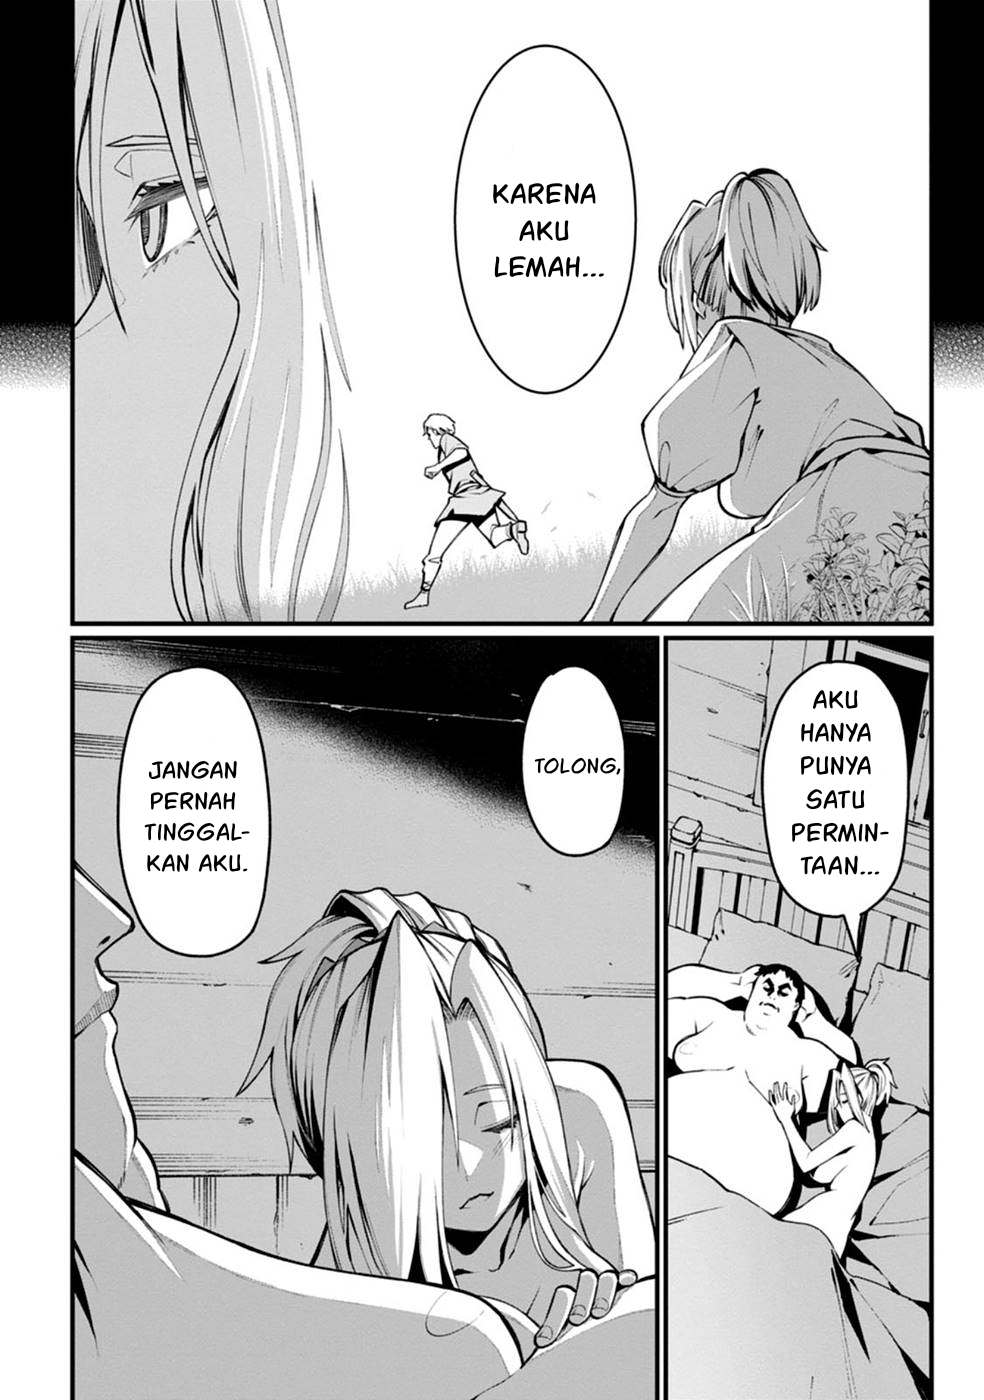 KARENA
AKU
LEMAH...
AKU
HANYA
PUNYA
SATU
PERMIN-
TAAN...
TOLONG,
JANGAN
PERNAH
TINGGAL-
KAN AKU.